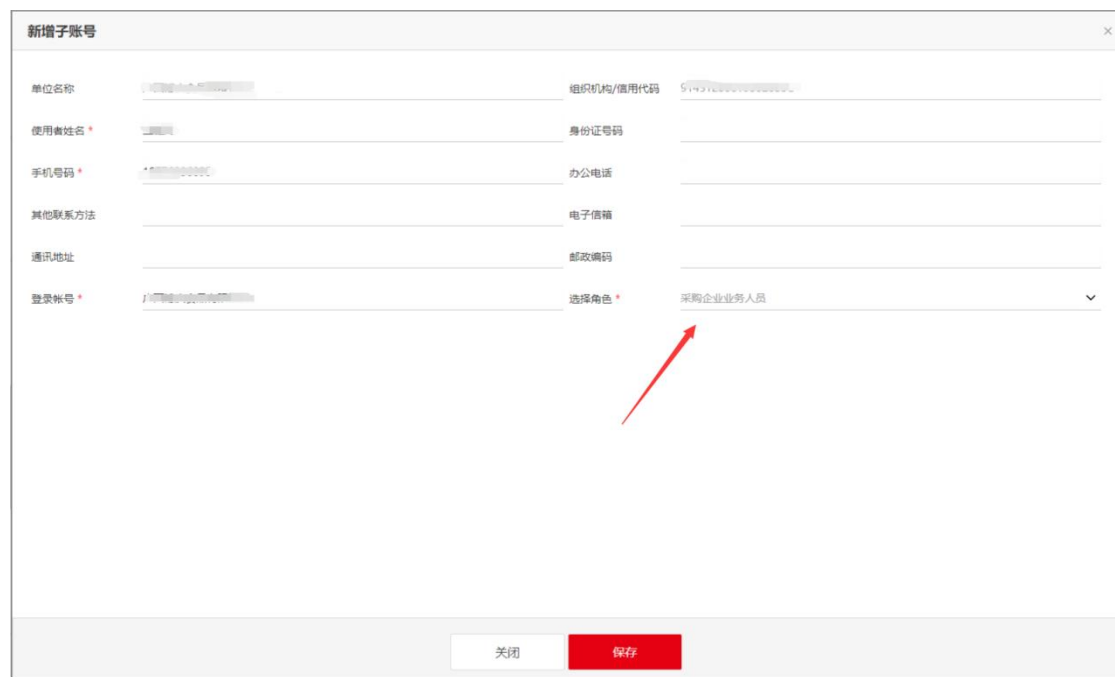 新增子账号 ×
单位名称 组织机构/信用代码
使用者姓名 * 身份证号码
手机号码 * 办公电话
其他联系方法 电子信箱
通讯地址 邮政编码
登录帐号 * 选择角色 * 采购企业业务人员
关闭 保存